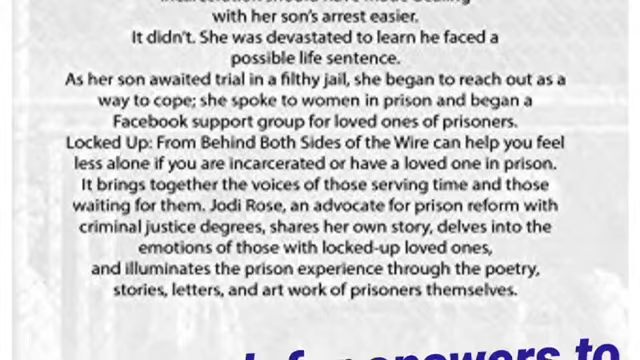 with her son's arrest easier.
It didn't. She was devastated to learn he faced a
possible life sentence.
As her son awaited trial in a filthy jail, she began to reach out as a
way to cope; she spoke to women in prison and began a
Facebook support group for loved ones of prisoners.
Locked Up: From Behind Both Sides of the Wire can help you feel
less alone if you are incarcerated or have a loved one in prison.
It brings together the voices of those serving time and those
waiting for them. Jodi Rose, an advocate for prison reform with
criminal justice degrees, shares her own story, delves into the
emotions of those with locked-up loved ones,
and illuminates the prison experience through the poetry,
stories, letters, and art work of prisoners themselves.
answers to